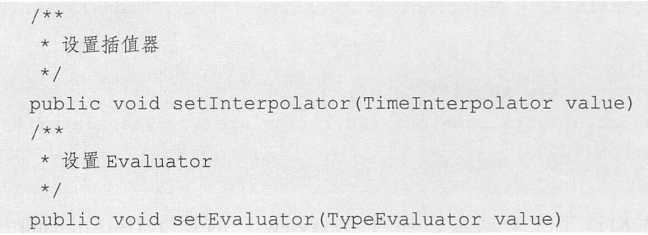 /**
 * 设置插值器
 */
public void setInterpolator(TimeInterpolator value)
/**
 * 设置 Evaluator
 */
public void setEvaluator(TypeEvaluator value)